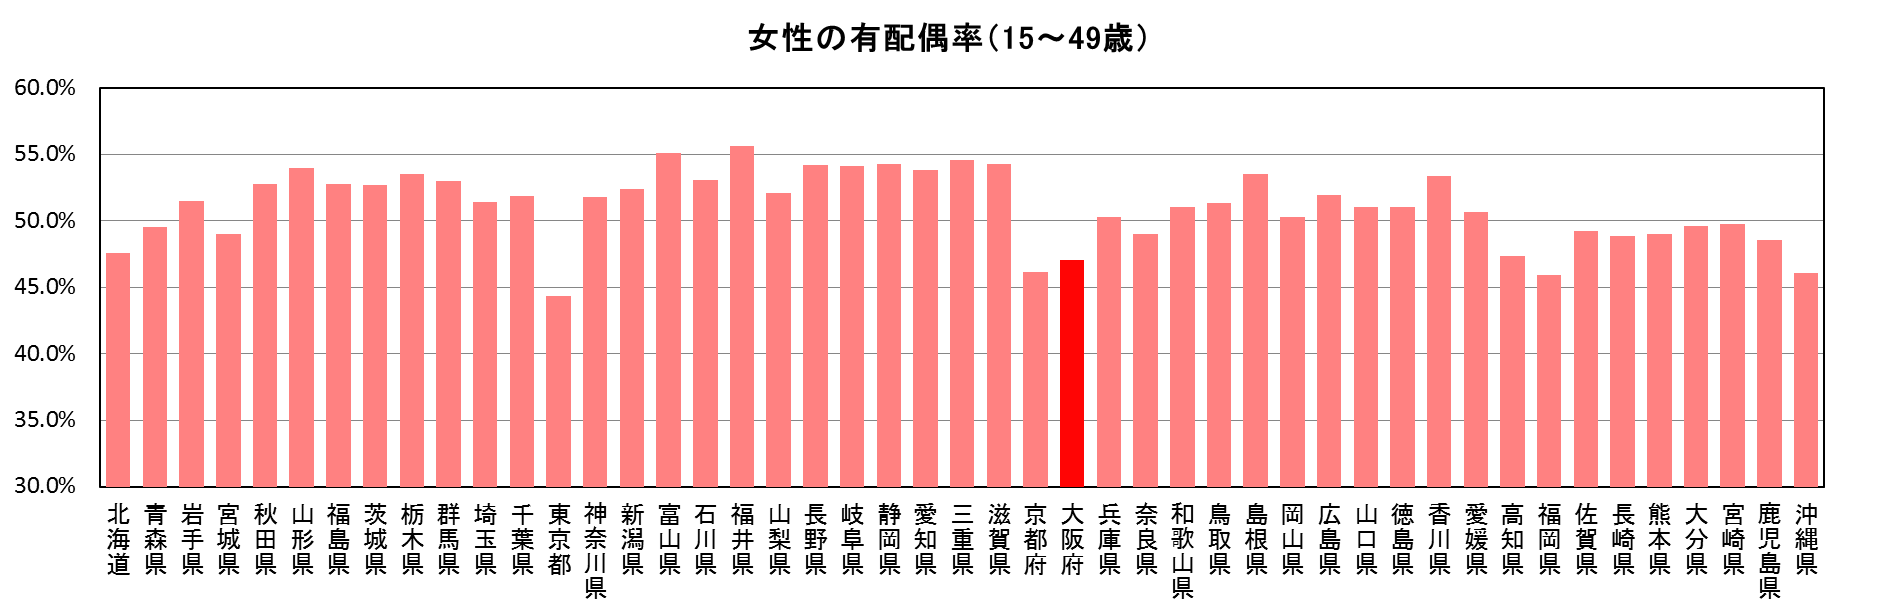 女性の有配偶率（15～49歳）
60.0%
55.0%
50.0%
45.0%
40.0%
35.0%
30.0%
北海道
青森県
岩手県
宮城県
秋田県
山形県
福島県
茨城県
栃木県
群馬県
埼玉県
千葉県
東京都
神奈川県
新潟県
富山県
石川県
福井県
山梨県
長野県
岐阜県
静岡県
愛知県
三重県
滋賀県
京都府
大阪府
兵庫県
奈良県
和歌山県
鳥取県
島根県
岡山県
広島県
山口県
徳島県
香川県
愛媛県
高知県
福岡県
佐賀県
長崎県
熊本県
大分県
宮崎県
鹿児島県
沖縄県